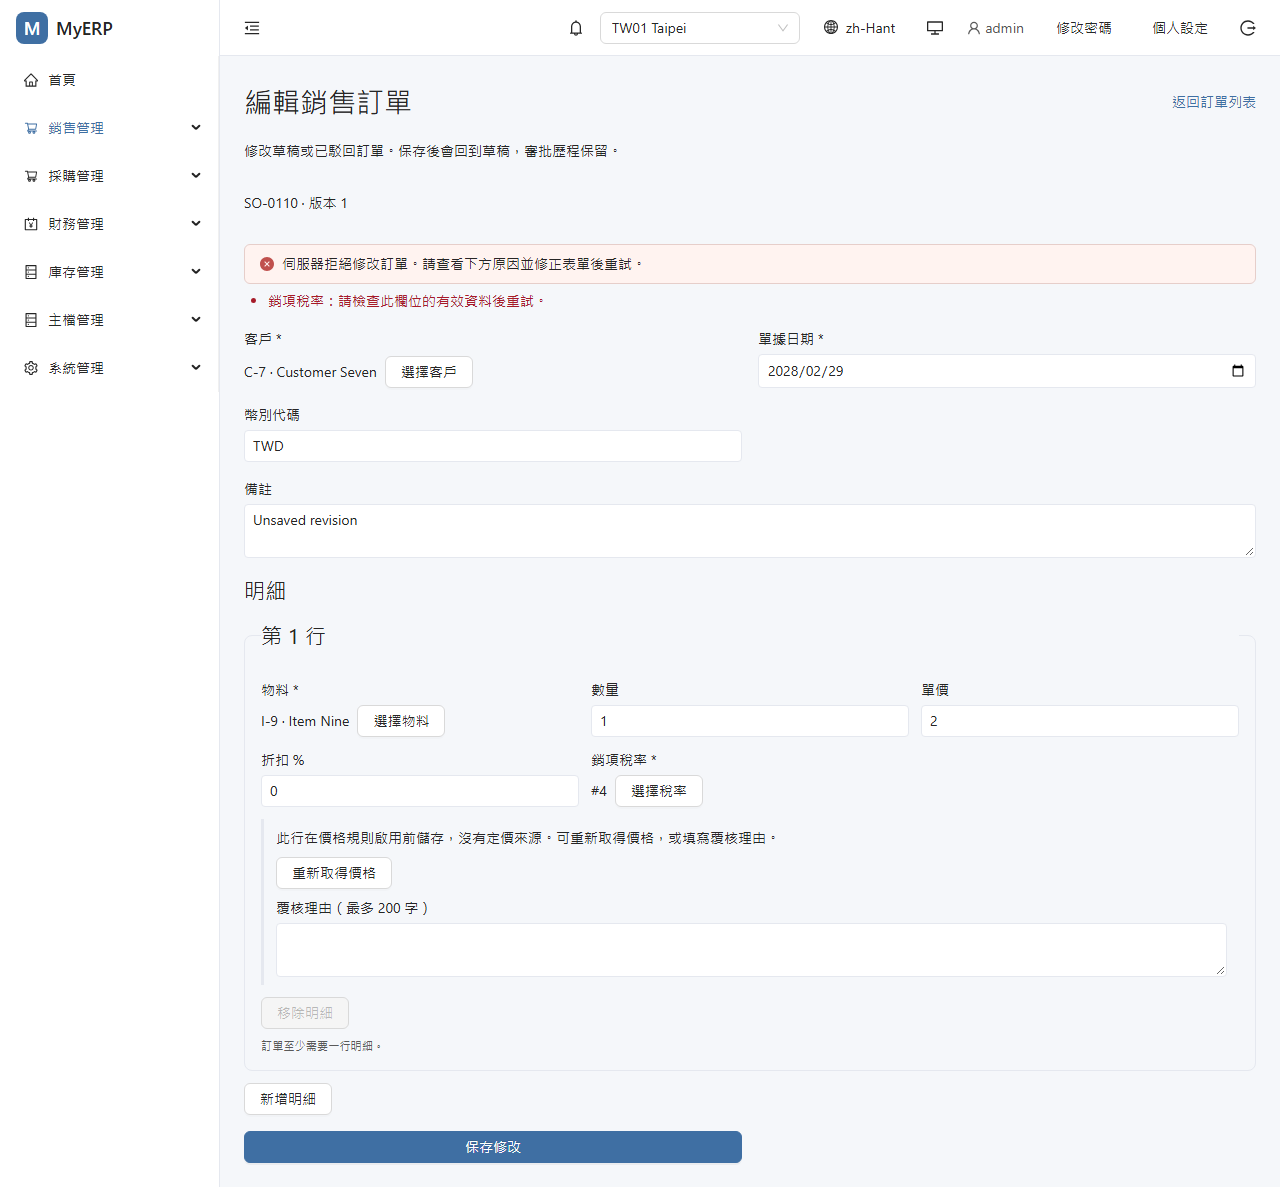 M MyERP
TW01 Taipei
zh-Hant
admin
修改密碼
個人設定
首頁
銷售管理
採購管理
財務管理
庫存管理
主檔管理
系統管理
編輯銷售訂單
返回訂單列表
修改草稿或已駁回訂單。保存後會回到草稿，審批歷程保留。
SO-0110 · 版本 1
伺服器拒絕修改訂單。請查看下方原因並修正表單後重試。
銷項稅率：請檢查此欄位的有效資料後重試。
客戶 *
單據日期 *
C-7 · Customer Seven
選擇客戶
2028/02/29
幣別代碼
TWD
備註
Unsaved revision
明細
第 1 行
物料 *
數量
單價
I-9 · Item Nine
選擇物料
1
2
折扣 %
銷項稅率 *
0
#4
選擇稅率
此行在價格規則啟用前儲存，沒有定價來源。可重新取得價格，或填寫覆核理由。
重新取得價格
覆核理由（最多 200 字）
移除明細
訂單至少需要一行明細。
新增明細
保存修改